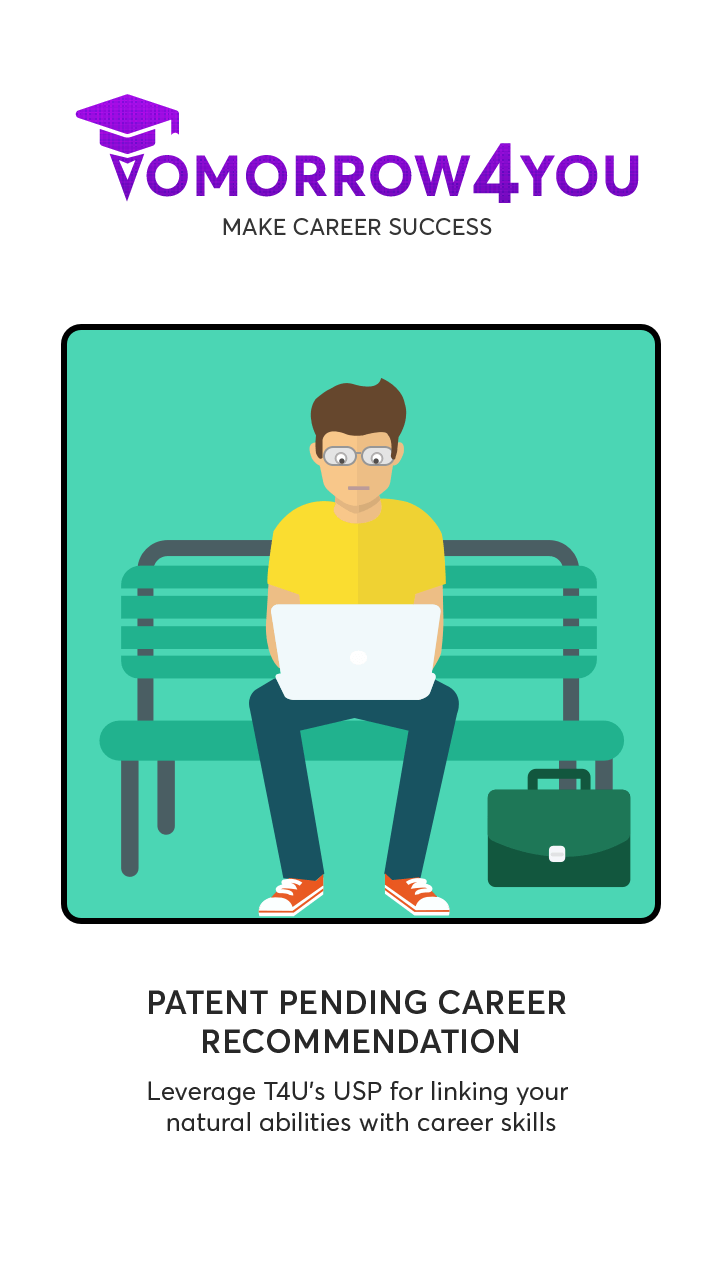 TOMORROW4YOU
MAKE CAREER SUCCESS
PATENT PENDING CAREER
RECOMMENDATION
Leverage T4U's USP for linking your
natural abilities with career skills